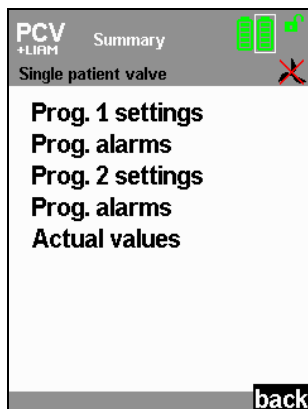 PCV Summary
+LIAM
Single patient valve
Prog. 1 settings
Prog. alarms
Prog. 2 settings
Prog. alarms
Actual values
back